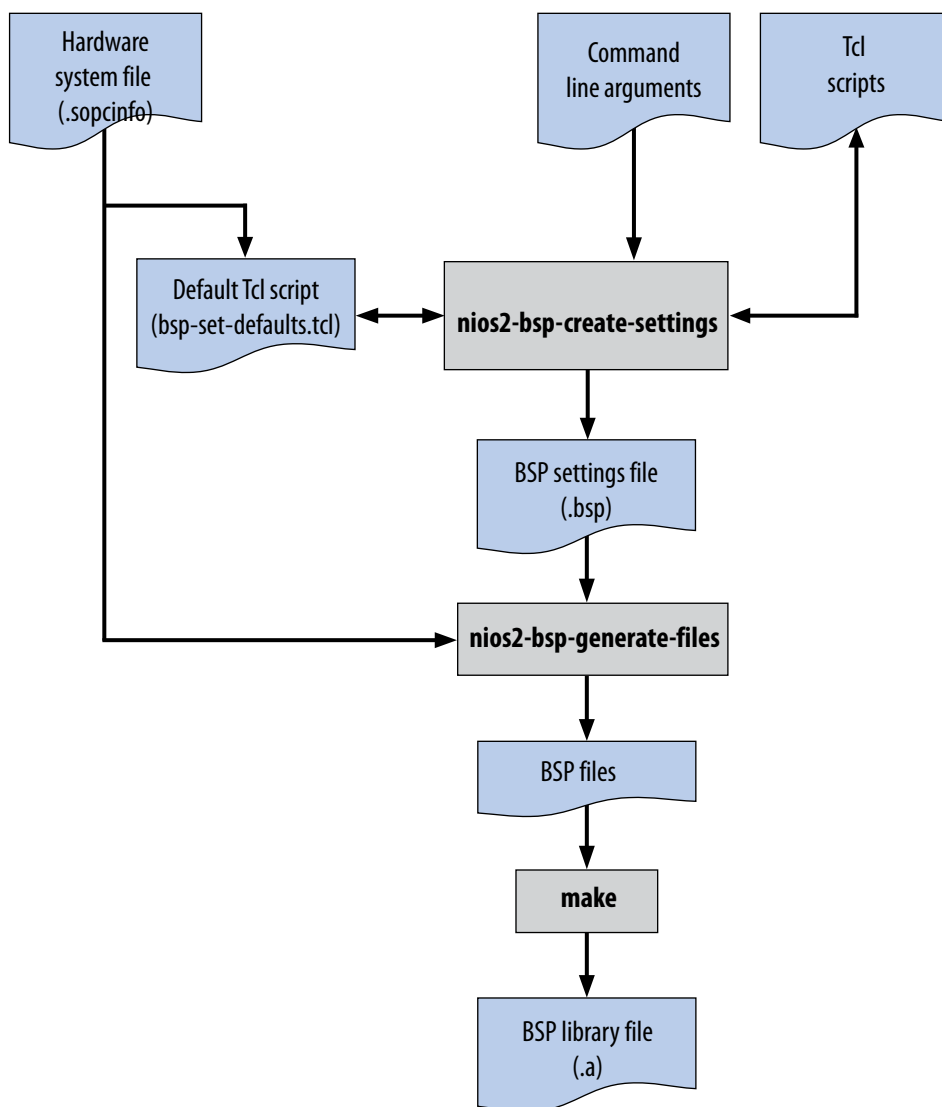 Hardware
system file
(.sopcinfo)
Command
line arguments
Tcl
scripts
Default Tcl script
(bsp-set-defaults.tcl)
nios2-bsp-create-settings
BSP settings file
(.bsp)
nios2-bsp-generate-files
BSP files
make
BSP library file
(.a)